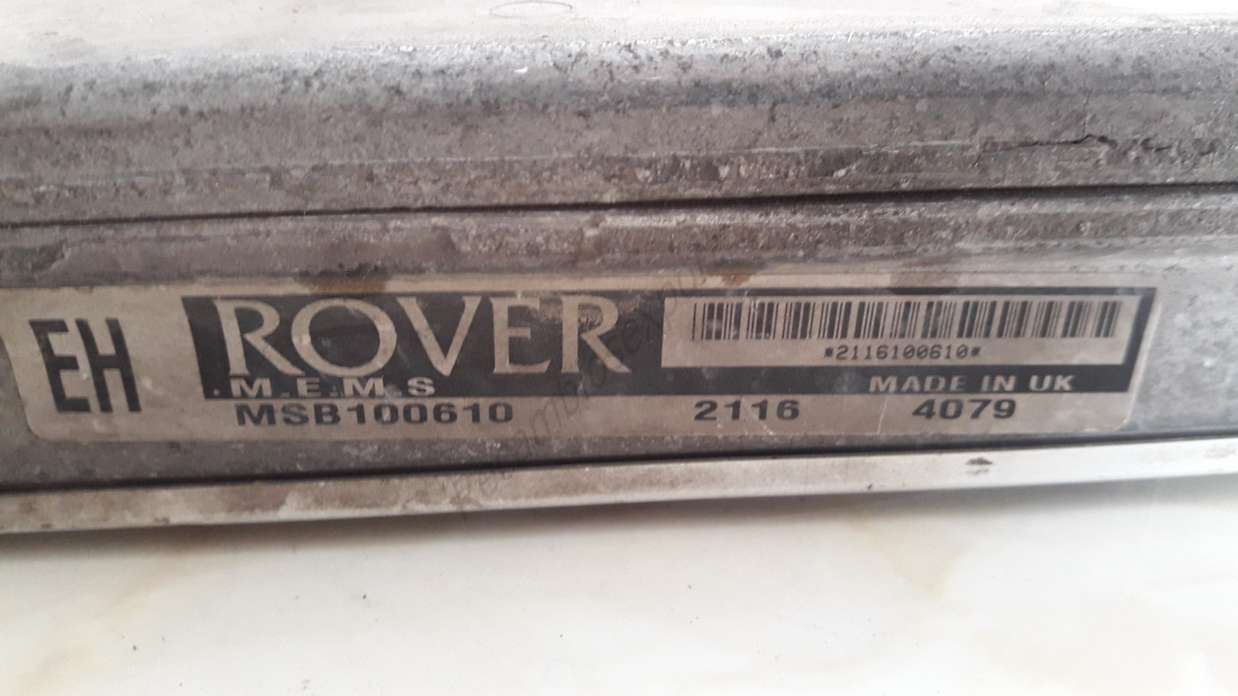 EH
ROVER
*2116100610*
M.E.M.S
MADE IN UK
MSB100610 2116 4079